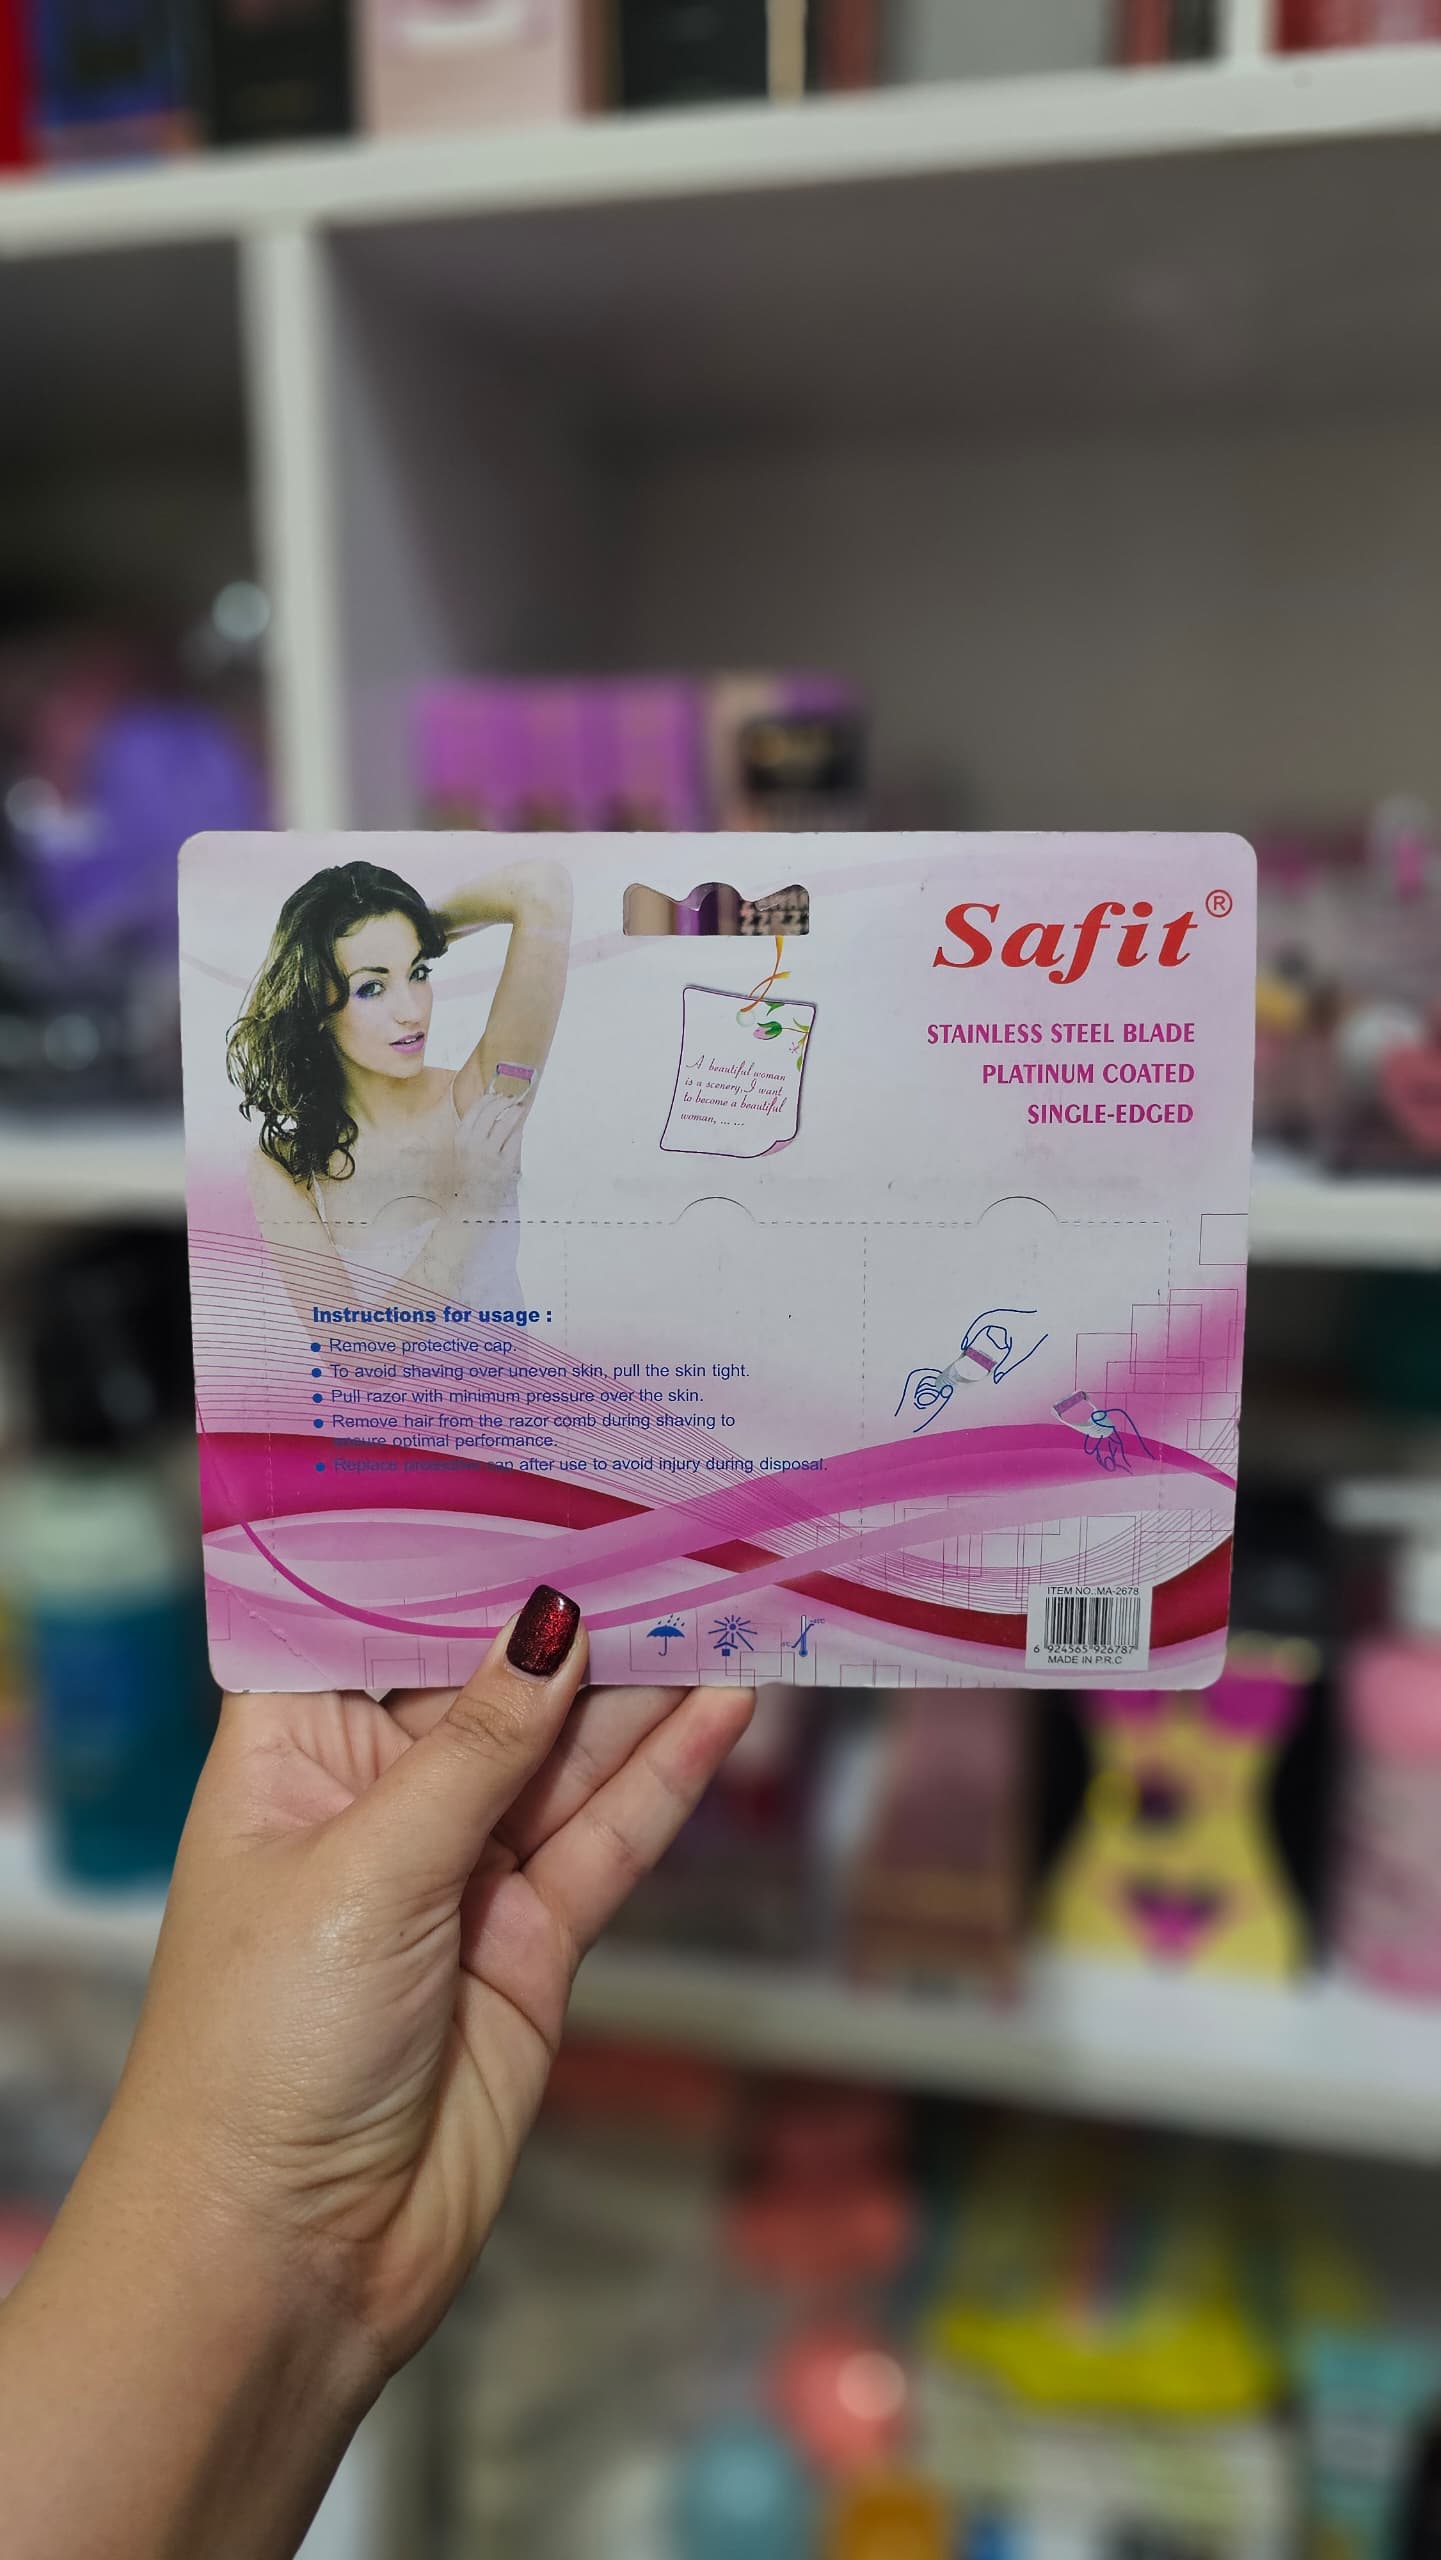 Safit®
STAINLESS STEEL BLADE
PLATINUM COATED
SINGLE-EDGED
A beautiful woman
is a scenery, I want
to become a beautiful
woman, ... ...
Instructions for usage :
● Remove protective cap.
● To avoid shaving over uneven skin, pull the skin tight.
● Pull razor with minimum pressure over the skin.
● Remove hair from the razor comb during shaving to
ensure optimal performance.
● Replace protective cap after use to avoid injury during disposal.
ITEM NO.:MA-2678
6 924565 926787
MADE IN P.R.C